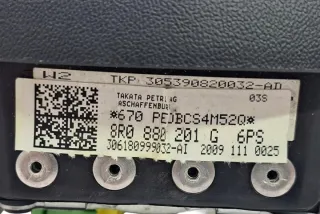 W2 TKP: 305390820032-AD
TAKATA PETRI AG 03S
ASCHAFFENBURG
*670 PEDBCS4M52Q*
8R0 880 201 G 6PS
306180999032-AI 2009 111 0025